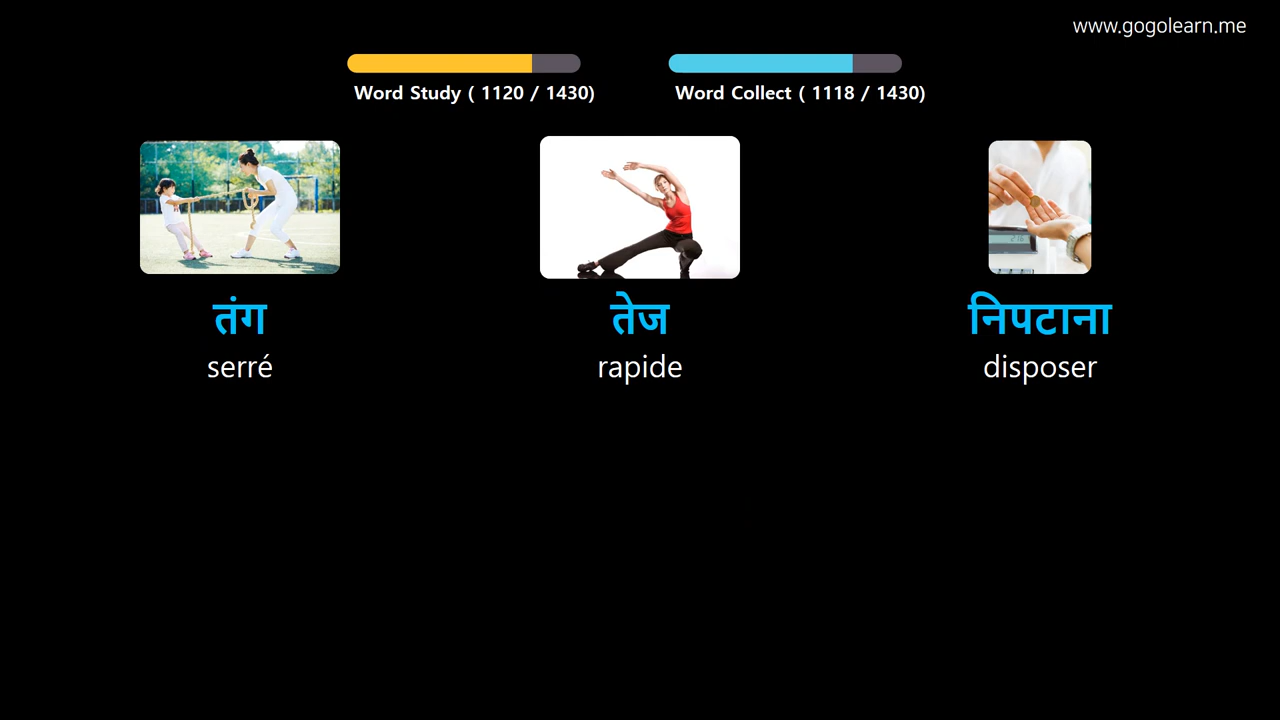 www.gogolearn.me
Word Study ( 1120 / 1430)
Word Collect ( 1118 / 1430)
तंग
serré
तेज
rapide
निपटाना
disposer